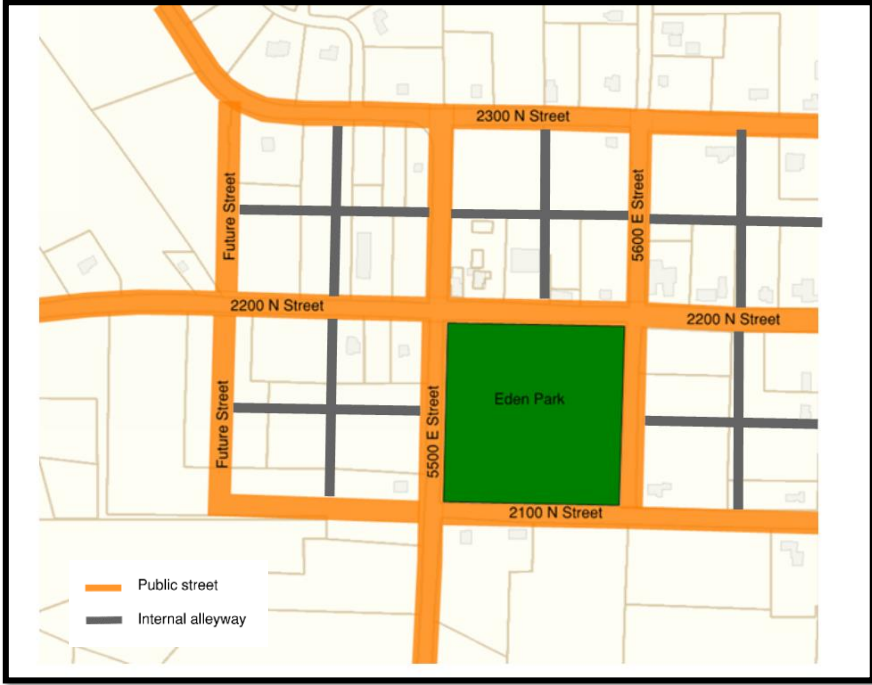 2300 N Street
Future Street
5600 E Street
2200 N Street
2200 N Street
Future Street
5500 E Street
Eden Park
2100 N Street
Public street
Internal alleyway